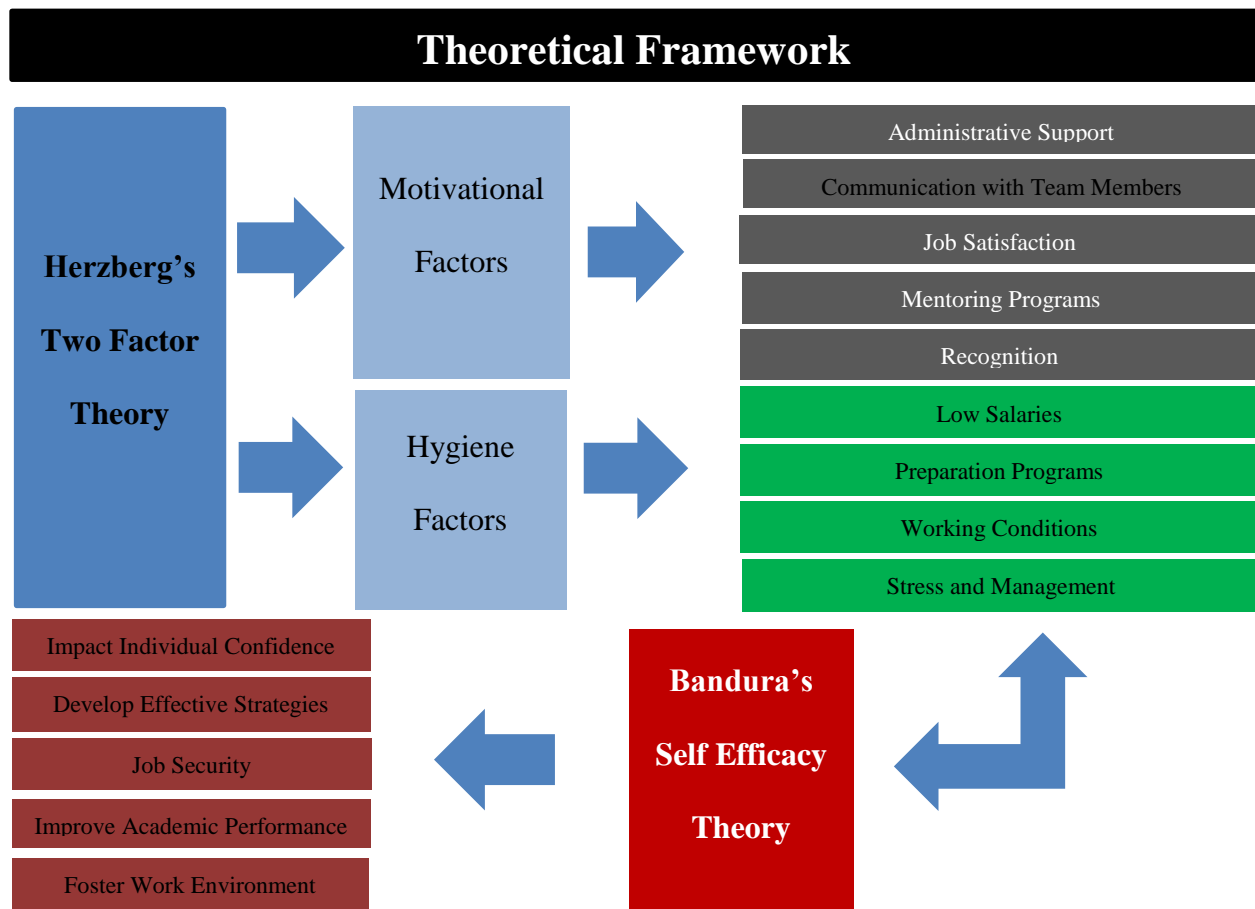 Theoretical Framework
Herzberg's
Two Factor
Theory
Motivational
Factors
Hygiene
Factors
Administrative Support
Communication with Team Members
Job Satisfaction
Mentoring Programs
Recognition
Low Salaries
Preparation Programs
Working Conditions
Stress and Management
Bandura's
Self Efficacy
Theory
Impact Individual Confidence
Develop Effective Strategies
Job Security
Improve Academic Performance
Foster Work Environment